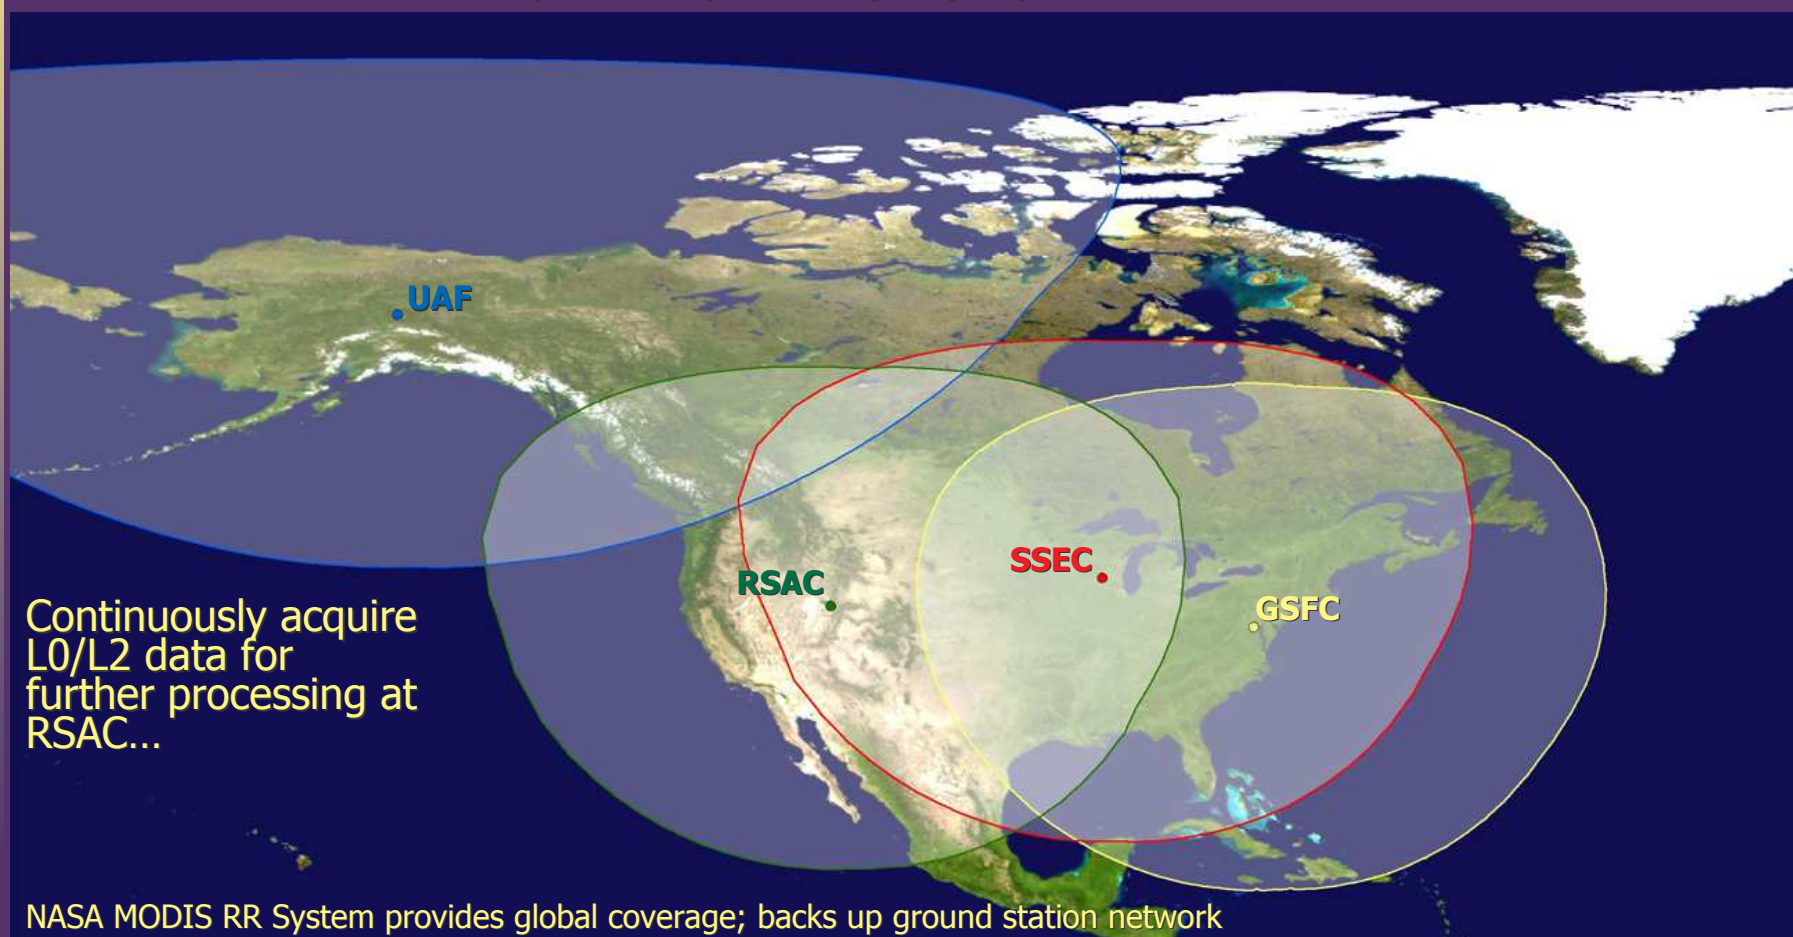 UAF
SSEC
RSAC
GSFC
Continuously acquire
L0/L2 data for
further processing at
RSAC...
NASA MODIS RR System provides global coverage; backs up ground station network